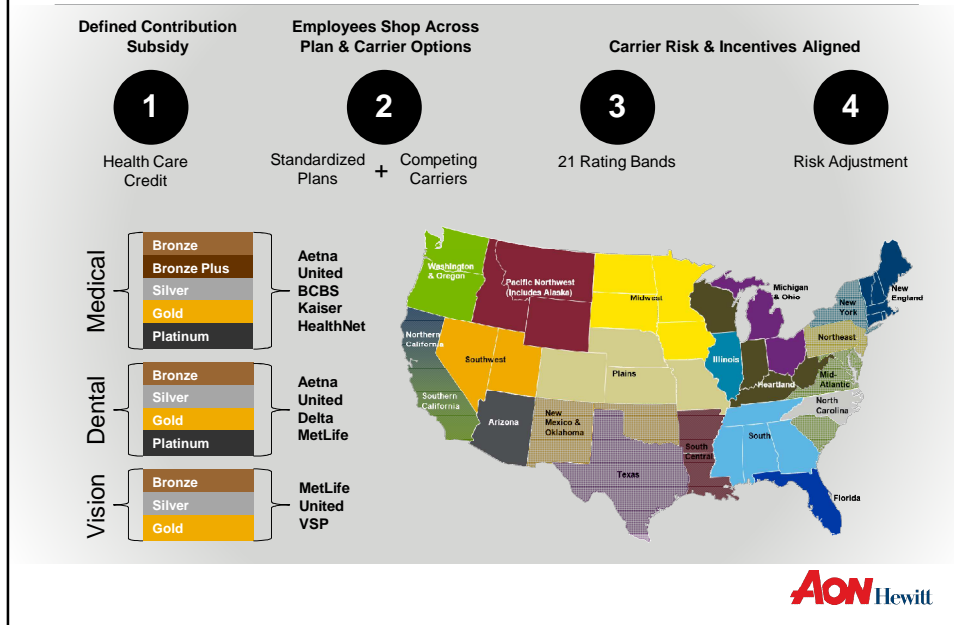 Defined Contribution
Subsidy
Employees Shop Across
Plan & Carrier Options
Carrier Risk & Incentives Aligned
1
2
3
4
Health Care
Credit
Standardized
Plans
+
Competing
Carriers
21 Rating Bands
Risk Adjustment
Medical
Bronze
Bronze Plus
Silver
Gold
Platinum
Aetna
United
BCBS
Kaiser
HealthNet
Dental
Bronze
Silver
Gold
Platinum
Aetna
United
Delta
MetLife
Vision
Bronze
Silver
Gold
MetLife
United
VSP
Washington
& Oregon
Pacific Northwest
(Includes Alaska)
Midwest
Michigan
& Ohio
New
England
New
York
Northern
California
Southwest
Illinois
Northeast
Plains
Heartland
Mid-
Atlantic
Southern
California
Arizona
New
Mexico &
Oklahoma
North
Carolina
South
South
Central
Texas
Florida
AON Hewitt